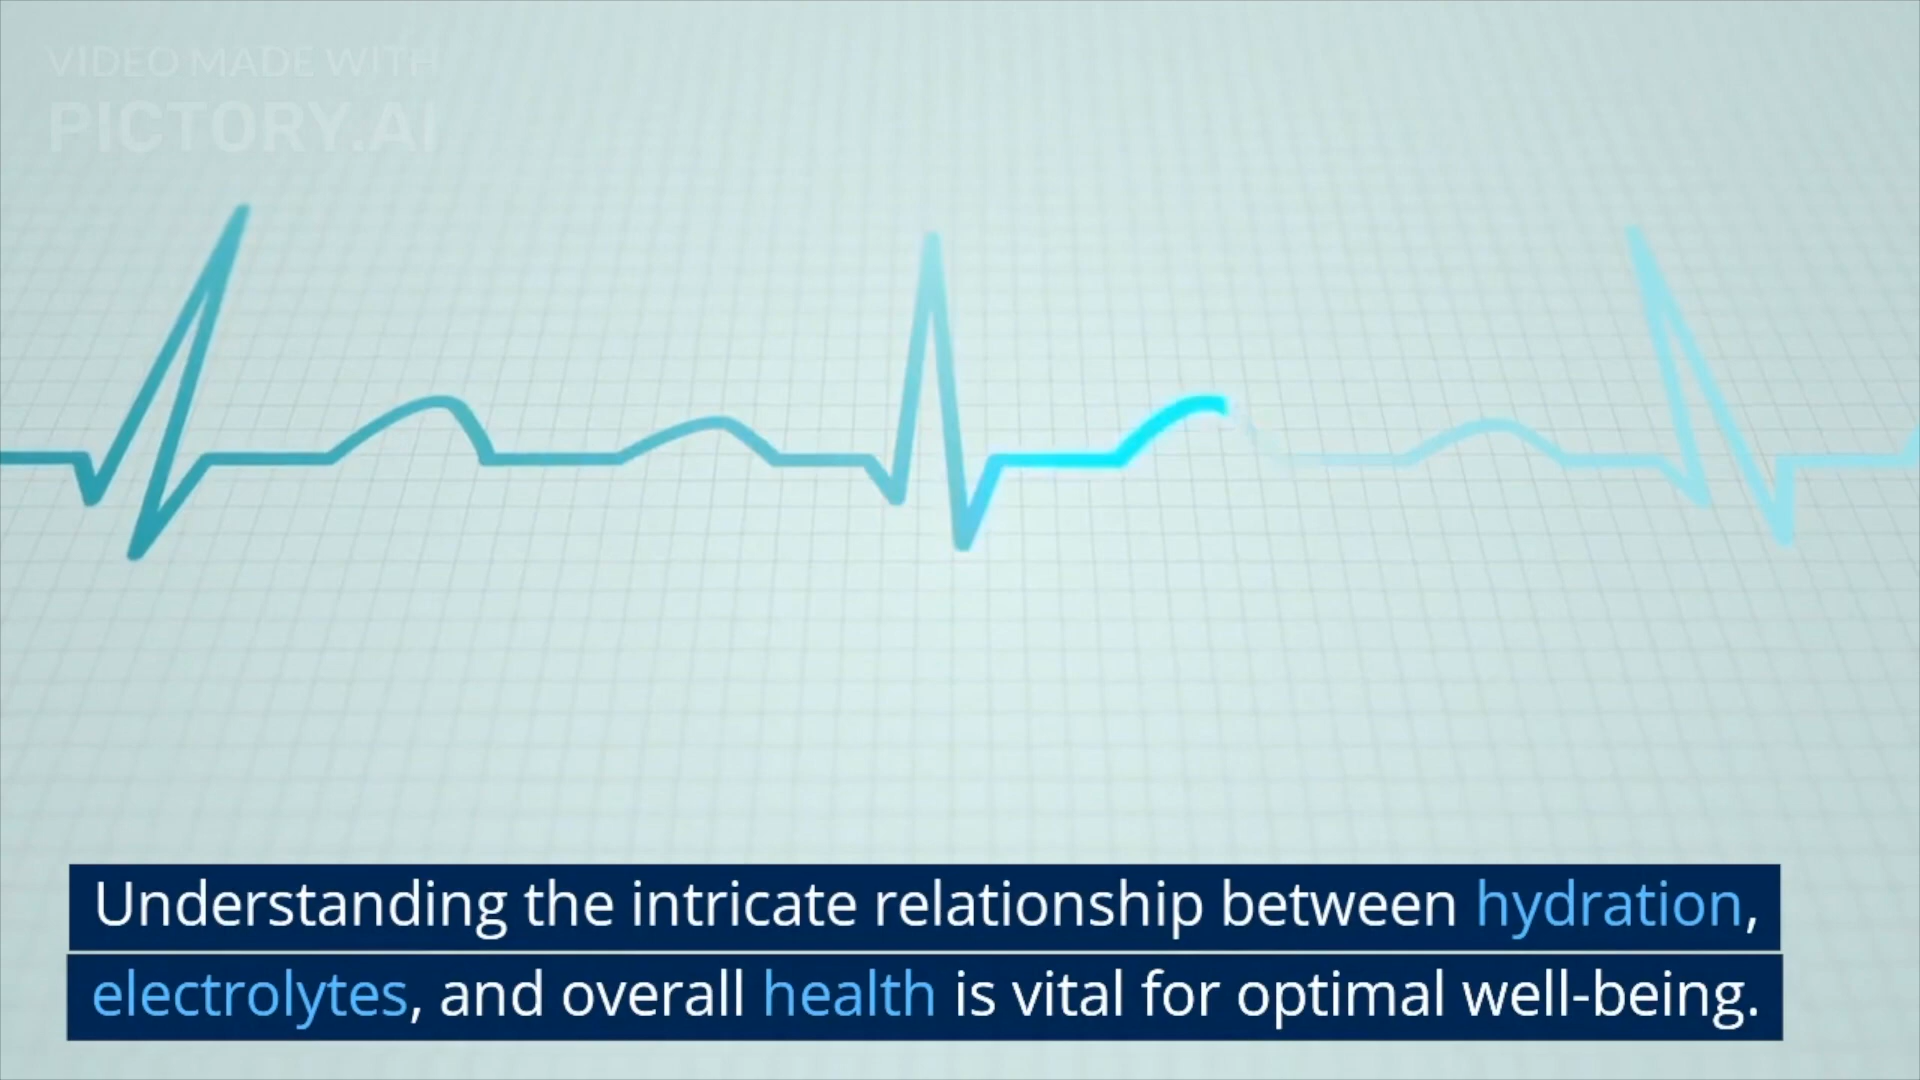 VIDEO MADE WITH
PICTORY.AI
Understanding the intricate relationship between hydration,
electrolytes, and overall health is vital for optimal well-being.